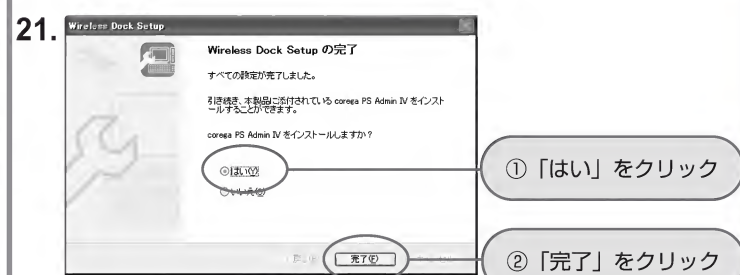 21.
Wireless Dock Setup
Wireless Dock Setup の完了
すべての設定が完了しました。
引き続き、本製品に添付されている corega PS Admin IV をインスト
ールすることができます。
corega PS Admin IV をインストールしますか？
はい(Y)
いいえ(N)
完了(F)
①「はい」をクリック
②「完了」をクリック